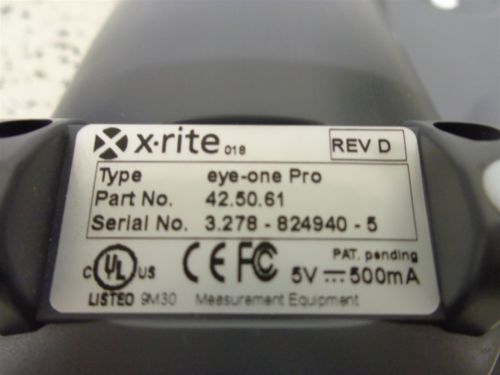 x·rite 018 REV D
Type eye-one Pro
Part No. 42.50.61
Serial No. 3.278 - 824940 - 5
C UL US CE FC PAT. pending
5V ⎓ 500mA
LISTED 9M30 Measurement Equipment